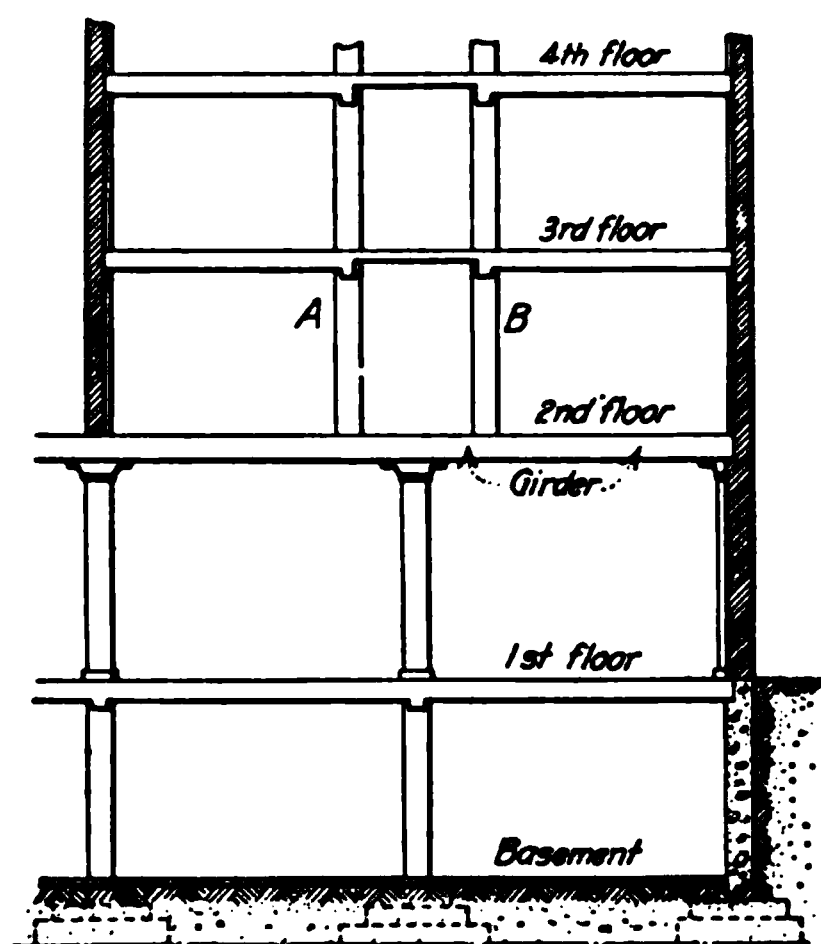 4th floor
3rd floor
A
B
2nd floor
Girder
1st floor
Basement